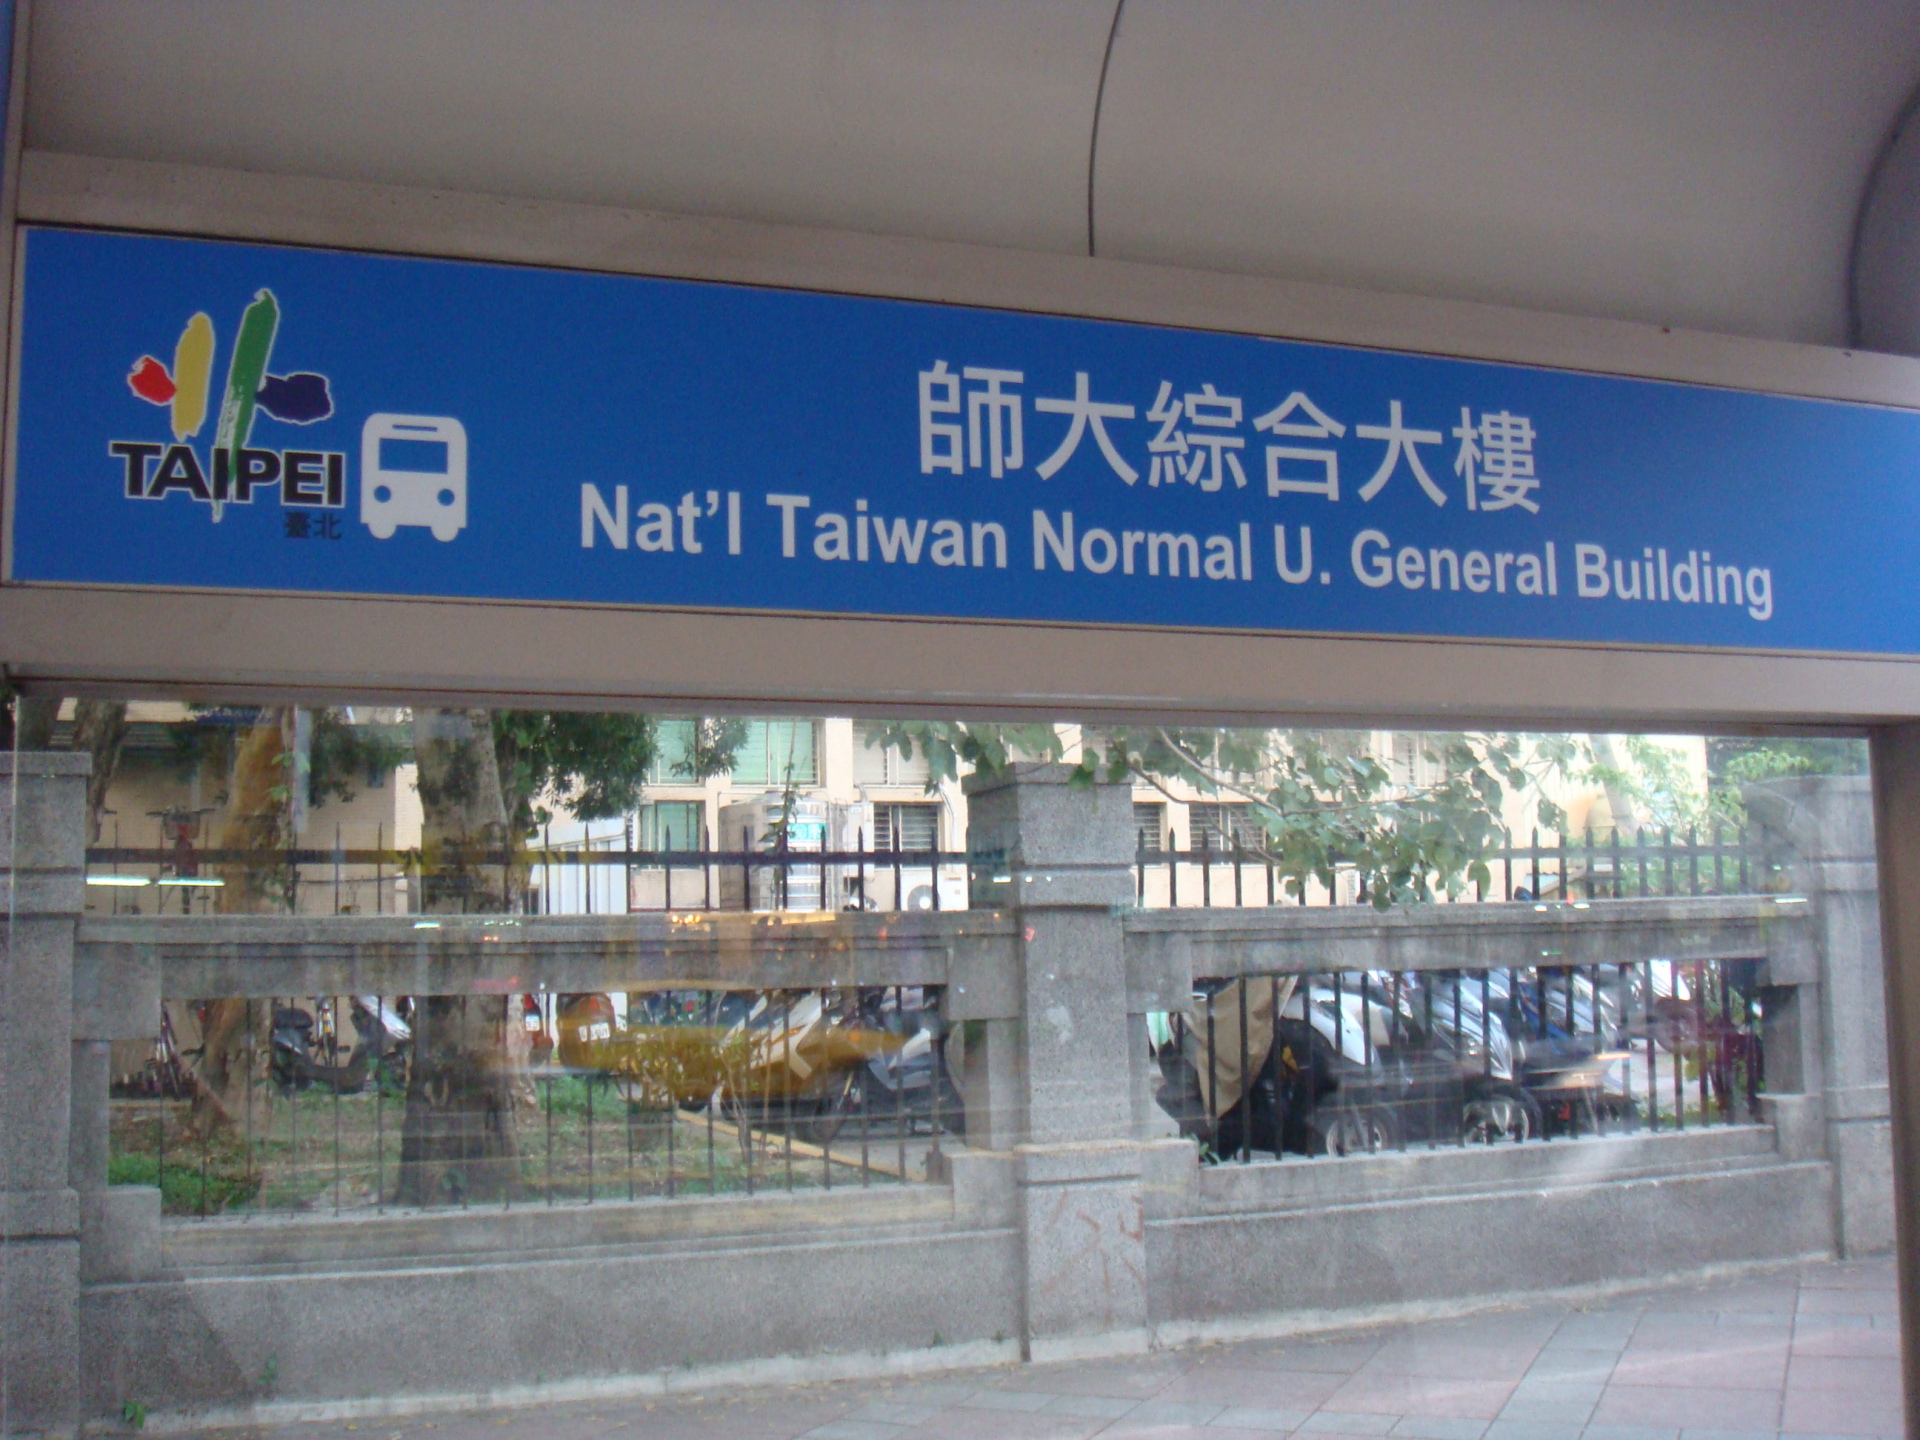 TAIPEI
臺北
師大綜合大樓
Nat'l Taiwan Normal U. General Building